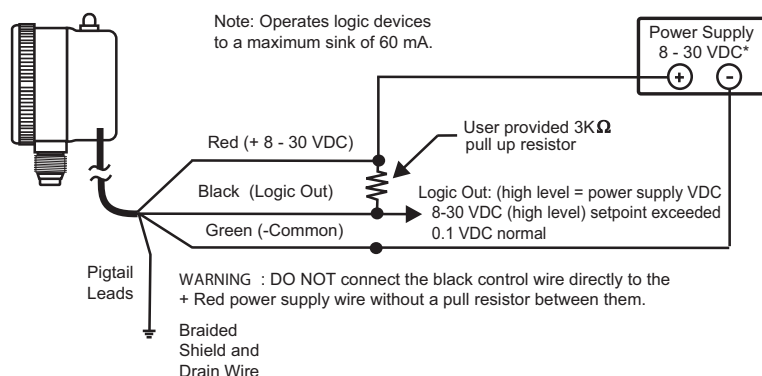 Note: Operates logic devices
to a maximum sink of 60 mA.
Power Supply
8 - 30 VDC*
+
-
Red (+ 8 - 30 VDC)
User provided 3KΩ
pull up resistor
Black (Logic Out)
Logic Out: (high level = power supply VDC
8-30 VDC (high level) setpoint exceeded
0.1 VDC normal
Green (-Common)
Pigtail
Leads
WARNING : DO NOT connect the black control wire directly to the
+ Red power supply wire without a pull resistor between them.
Braided
Shield and
Drain Wire